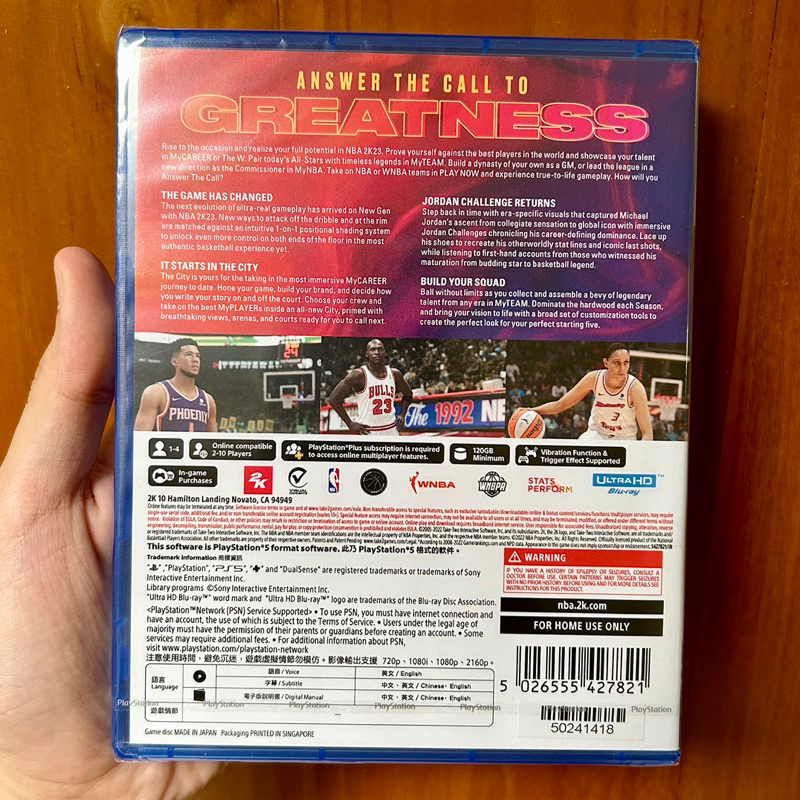 ANSWER THE CALL TO
GREATNESS
Rise to the occasion and realize your full potential in NBA 2K23. Prove yourself against the best players in the world and showcase your talent
in MyCAREER or The W. Pair today's All-Stars with timeless legends in MyTEAM. Build a dynasty of your own as a GM, or lead the league in a
new direction as the Commissioner in MyNBA. Take on NBA or WNBA teams in PLAY NOW and experience true-to-life gameplay. How will you
Answer The Call?
THE GAME HAS CHANGED
The next evolution of ultra-real gameplay has arrived on New Gen
with NBA 2K23. New ways to attack off the dribble and at the rim
are matched against an intuitive 1-on-1 positional shading system
to unlock even more control on both ends of the floor in the most
authentic basketball experience yet.
IT STARTS IN THE CITY
The City is yours for the taking in the most immersive MyCAREER
journey to date. Hone your game, build your brand, and decide how
you write your story on and off the court. Choose your crew and
take on the best MyPLAYERs inside an all-new City, primed with
breathtaking views, arenas, and courts ready for you to call next.
JORDAN CHALLENGE RETURNS
Step back in time with era-specific visuals that captured Michael
Jordan's ascent from collegiate sensation to global icon with immersive
Jordan Challenges chronicling his career-defining dominance. Lace up
his shoes to recreate his otherworldly stat lines and iconic last shots,
while listening to first-hand accounts from those who witnessed his
maturation from budding star to basketball legend.
BUILD YOUR SQUAD
Ball without limits as you collect and assemble a bevy of legendary
talent from any era in MyTEAM. Dominate the hardwood each Season,
and bring your vision to life with a broad set of customization tools to
create the perfect look for your perfect starting five.
24
PHOENIX
BULLS
23
The 1992 NB
3
1-4
Online compatible
2-10 Players
PlayStation®Plus subscription is required
to access online multiplayer features.
120GB
Minimum
Vibration Function &
Trigger Effect Supported
In-game
Purchases
2K
NBA
WNBA
WNBPA
STATS
PERFORM
ULTRA HD
Blu-ray™
2K 10 Hamilton Landing Novato, CA 94949
This software is PlayStation®5 format software. 此乃 PlayStation®5 格式的軟件。
Trademark Information 商標資訊
"PlayStation", "PS5", and "DualSense" are registered trademarks or trademarks of Sony
Interactive Entertainment Inc.
Library programs ©Sony Interactive Entertainment Inc.
"Ultra HD Blu-ray™" word mark and "Ultra HD Blu-ray™" logo are trademarks of the Blu-ray Disc Association.
<PlayStation™Network (PSN) Service Supported> • To use PSN, you must have internet connection and
have an account, the use of which is subject to the Terms of Service. • Users under the legal age of
majority must have the permission of their parents or guardians before creating an account. • Some
services may require additional fees. • For additional information about PSN,
visit www.playstation.com/playstation-network
注意使用時間，避免沉迷，遊戲虛擬情節勿模仿。影像輸出支援 720p、1080i、1080p、2160p。
語言
Language
語音 / Voice
英文 / English
字幕 / Subtitle
中文、英文 / Chinese、English
電子版說明書 / Digital Manual
中文、英文 / Chinese、English
遊戲情節
Game disc MADE IN JAPAN Packaging PRINTED IN SINGAPORE
WARNING
IF YOU HAVE A HISTORY OF EPILEPSY OR SEIZURES, CONSULT A
DOCTOR BEFORE USE. CERTAIN PATTERNS MAY TRIGGER SEIZURES
WITH NO PRIOR HISTORY. BEFORE USING AND FOR MORE DETAILS SEE
INSTRUCTIONS FOR THIS PRODUCT.
nba.2k.com
FOR HOME USE ONLY
5 026555 427821
50241418
PlayStation PlayStation PlayStation PlayStation PlayStation PlayStation